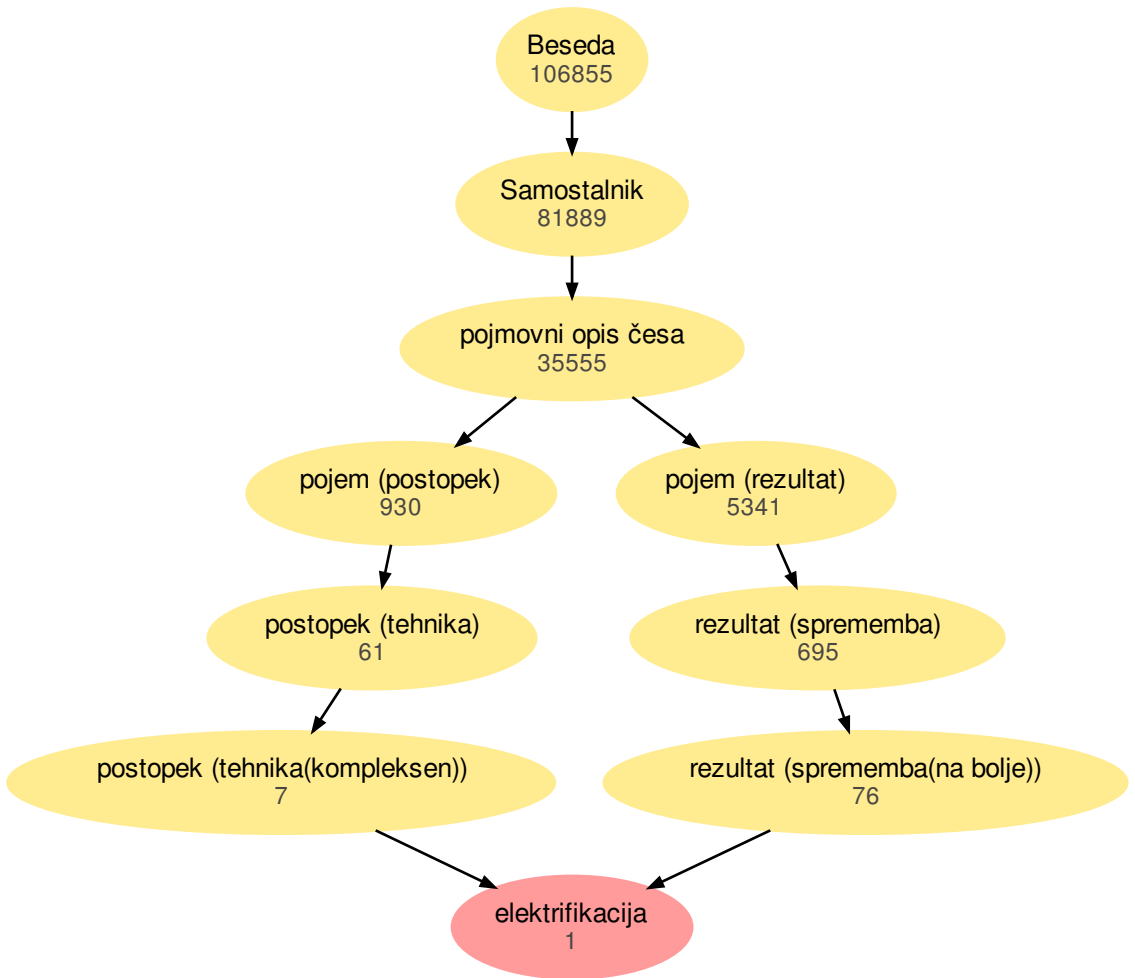 Beseda
106855
Samostalnik
81889
pojmovni opis česa
35555
pojem (postopek)
930
pojem (rezultat)
5341
postopek (tehnika)
61
rezultat (sprememba)
695
postopek (tehnika(kompleksen))
7
rezultat (sprememba(na bolje))
76
elektrifikacija
1